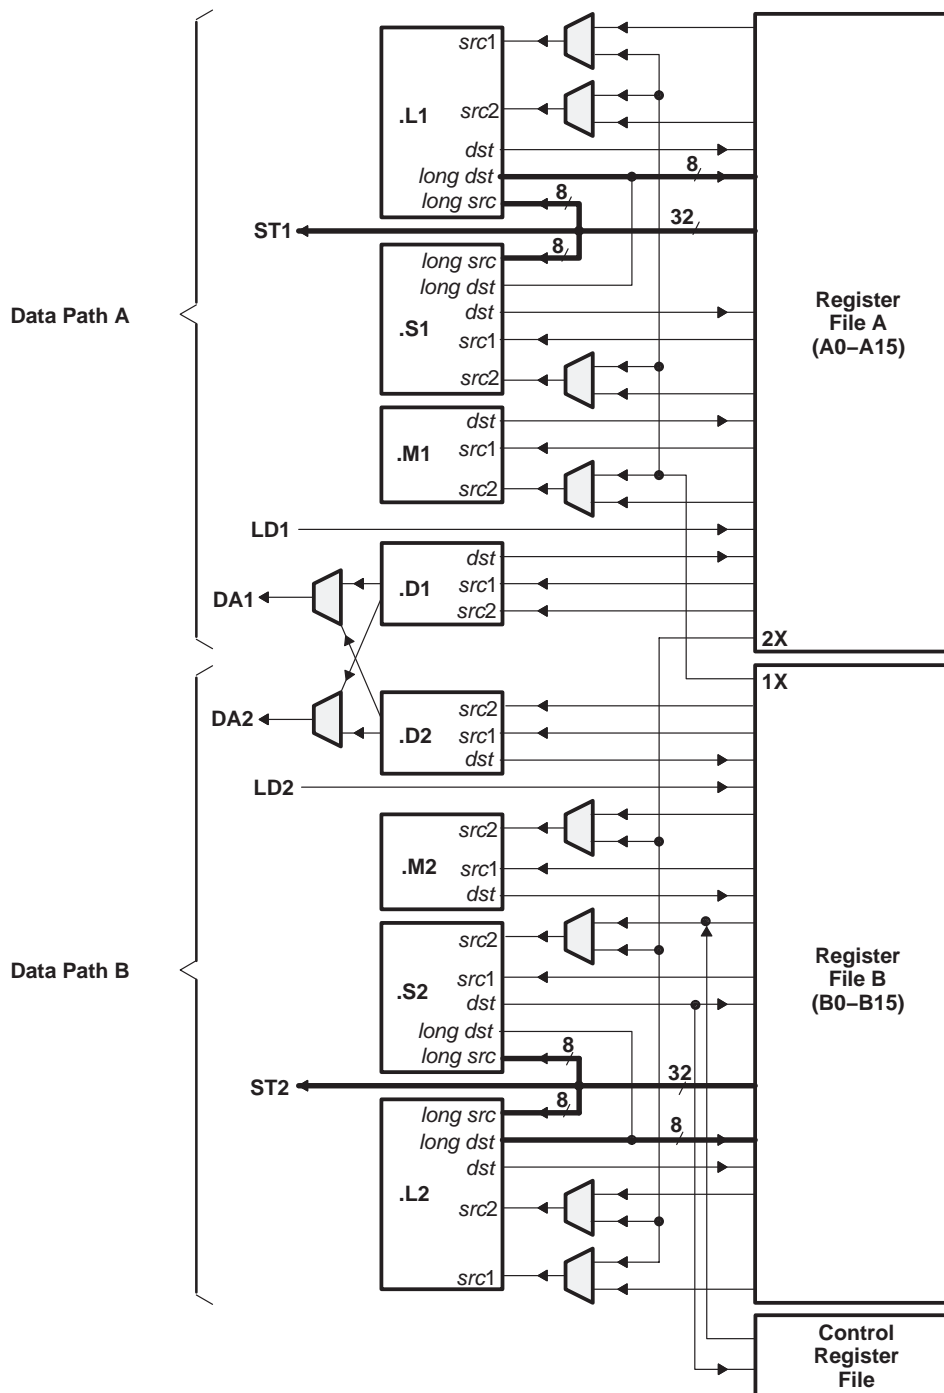 src1
.L1
src2
dst
long dst
8
long src
8
ST1
32
8
long src
long dst
Data Path A
dst
.S1
src1
src2
Register
File A
(A0–A15)
dst
.M1
src1
src2
LD1
dst
.D1
src1
src2
DA1
2X
1X
DA2
src2
.D2
src1
dst
LD2
src2
.M2
src1
dst
src2
Data Path B
src1
.S2
dst
long dst
long src
8
Register
File B
(B0–B15)
ST2
32
8
long src
long dst
8
dst
.L2
src2
src1
Control
Register
File